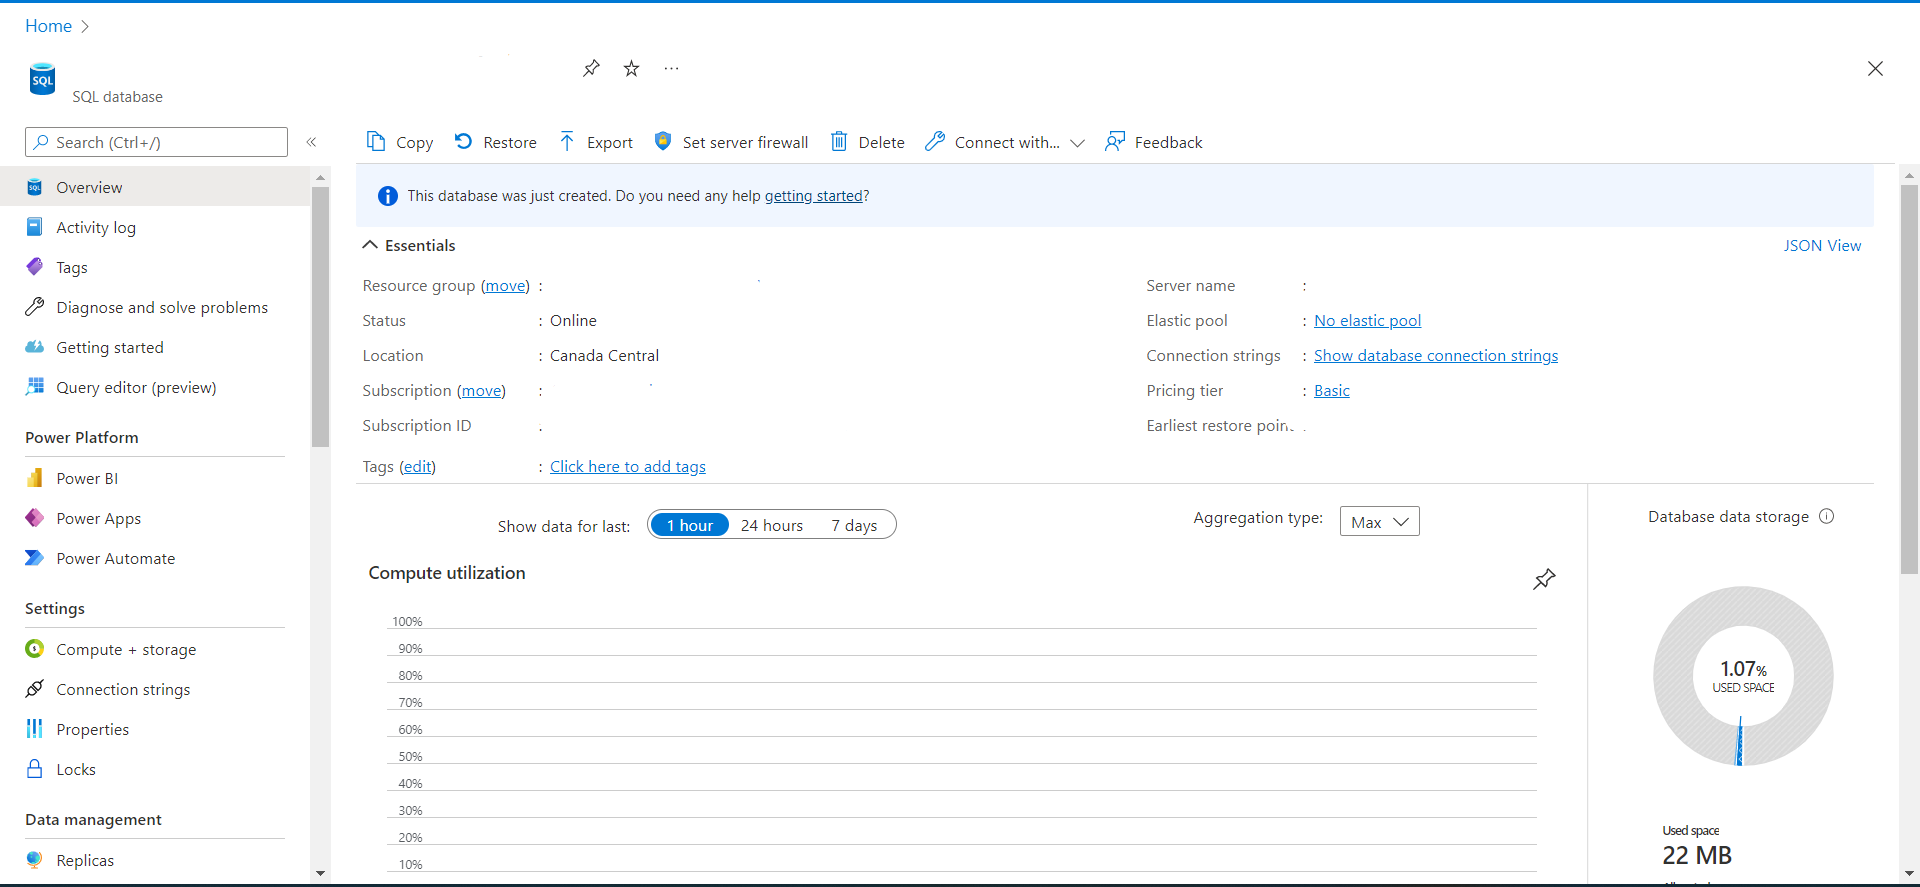 Home
SQL
SQL database
Search (Ctrl+/)
Copy
Restore
Export
Set server firewall
Delete
Connect with...
Feedback
SQL
Overview
Activity log
Tags
Diagnose and solve problems
Getting started
Query editor (preview)
Power Platform
Power BI
Power Apps
Power Automate
Settings
Compute + storage
Connection strings
Properties
Locks
Data management
Replicas
This database was just created. Do you need any help getting started?
Essentials
JSON View
Resource group (move) :
Status : Online
Location : Canada Central
Subscription (move) :
Subscription ID
Tags (edit) : Click here to add tags
Server name :
Elastic pool : No elastic pool
Connection strings : Show database connection strings
Pricing tier : Basic
Earliest restore point
Show data for last: 1 hour 24 hours 7 days
Aggregation type: Max
Compute utilization
100%
90%
80%
70%
60%
50%
40%
30%
20%
10%
Database data storage
1.07%
USED SPACE
Used space
22 MB